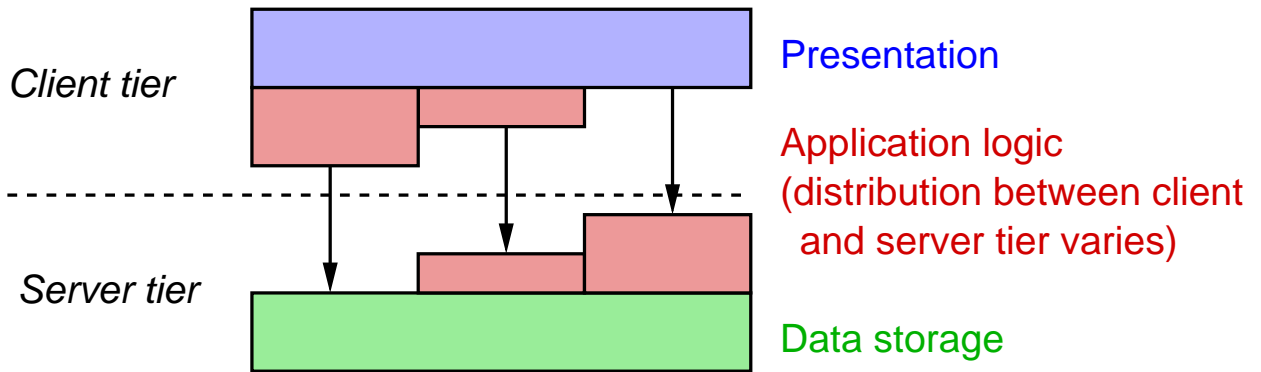 Client tier
Presentation
Application logic
(distribution between client
and server tier varies)
Server tier
Data storage